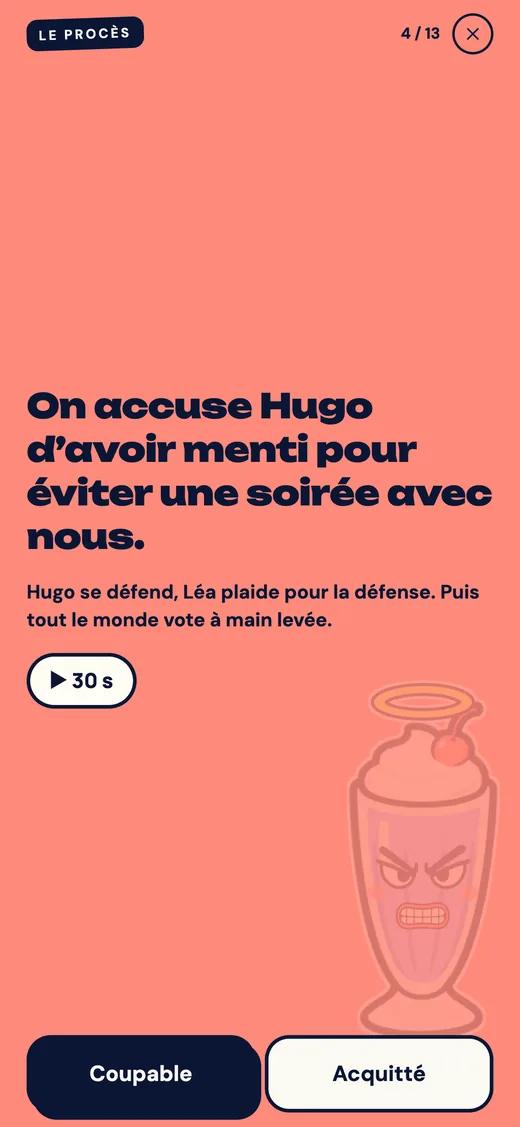 LE PROCÈS
4 / 13
On accuse Hugo
d’avoir menti pour
éviter une soirée avec
nous.
Hugo se défend, Léa plaide pour la défense. Puis
tout le monde vote à main levée.
30 s
Coupable
Acquitté